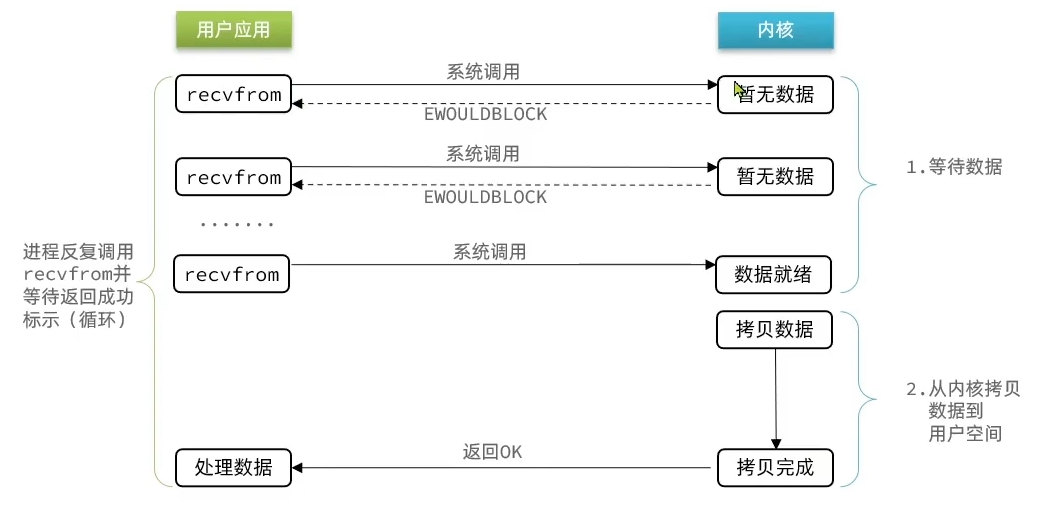 用户应用
内核
系统调用
recvfrom
暂无数据
EWOULDBLOCK
系统调用
recvfrom
暂无数据
EWOULDBLOCK
1.等待数据
·······
系统调用
recvfrom
数据就绪
进程反复调用
recvfrom并
等待返回成功
标示（循环）
拷贝数据
2.从内核拷贝
数据到
用户空间
返回OK
处理数据
拷贝完成